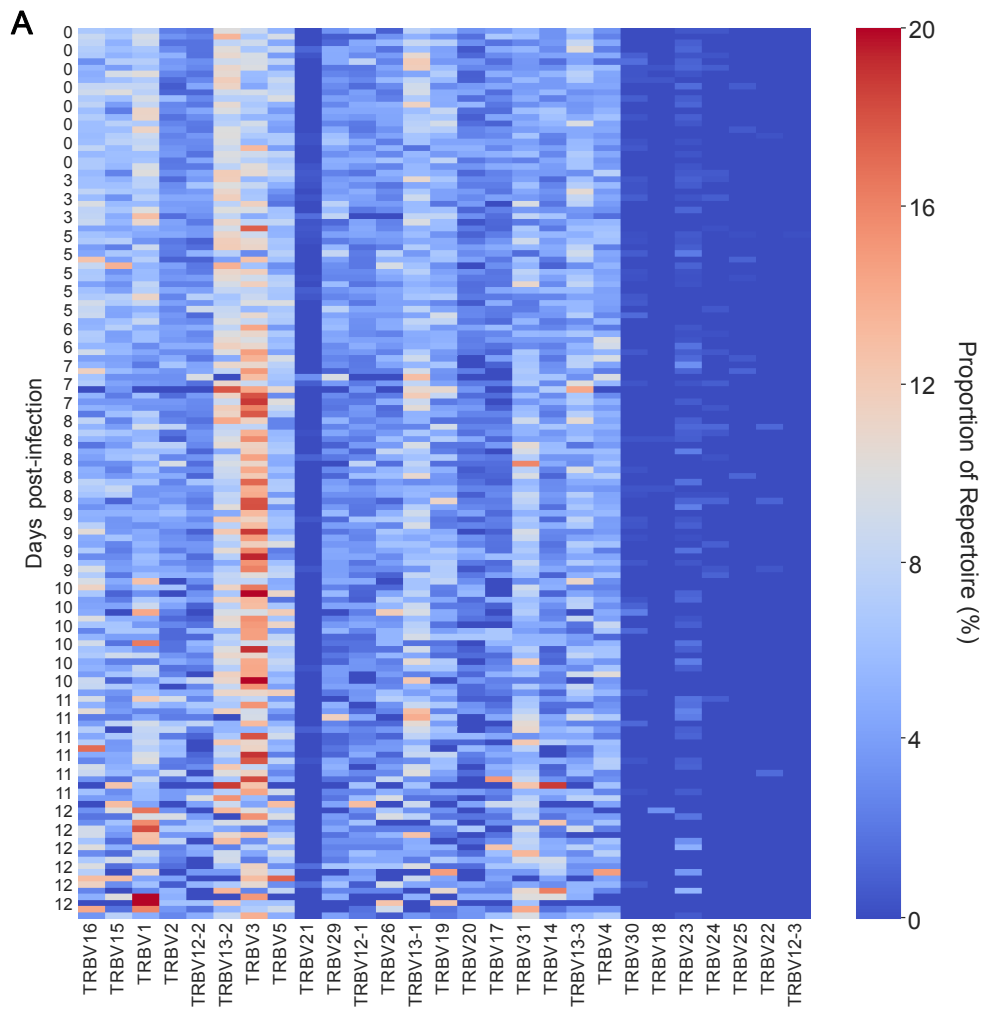 A
Days post-infection
0
0
0
0
0
0
0
0
3
3
3
5
5
5
5
5
6
6
7
7
7
8
8
8
8
8
9
9
9
9
10
10
10
10
10
10
11
11
11
11
11
11
12
12
12
12
12
12
TRBV16
TRBV15
TRBV1
TRBV2
TRBV12-2
TRBV13-2
TRBV3
TRBV5
TRBV21
TRBV29
TRBV12-1
TRBV26
TRBV13-1
TRBV19
TRBV20
TRBV17
TRBV31
TRBV14
TRBV13-3
TRBV4
TRBV30
TRBV18
TRBV23
TRBV24
TRBV25
TRBV22
TRBV12-3
20
16
12
8
4
0
Proportion of Repertoire (%)